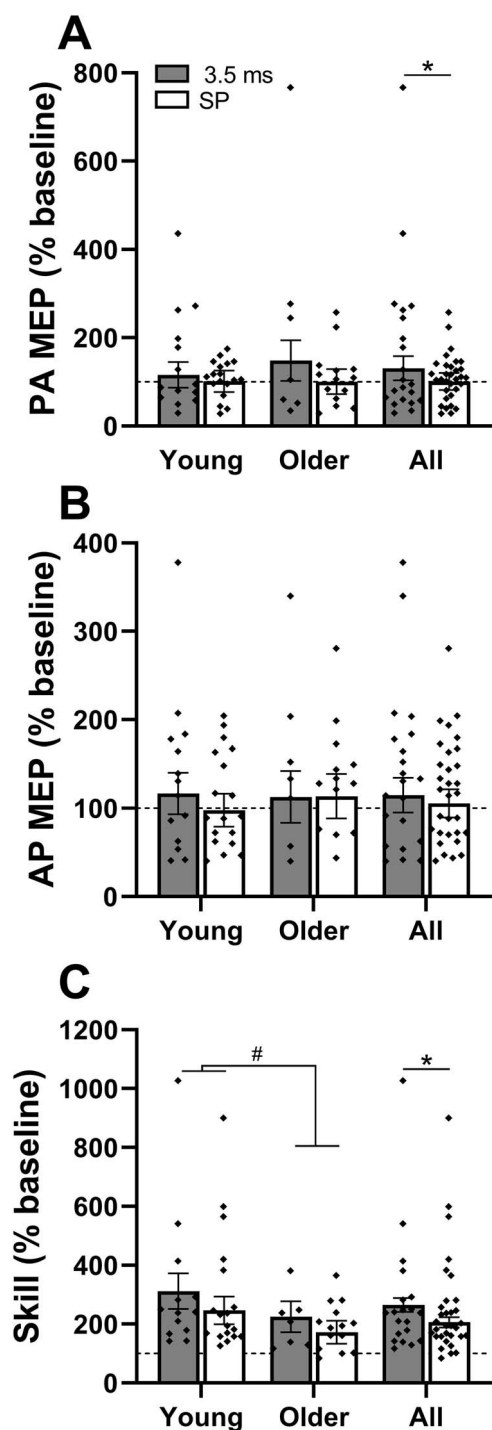 A
PA MEP (% baseline)
800
600
400
200
0
3.5 ms
SP
*
Young Older All
B
AP MEP (% baseline)
400
300
200
100
0
Young Older All
C
Skill (% baseline)
1200
1000
800
600
400
200
0
#
*
Young Older All